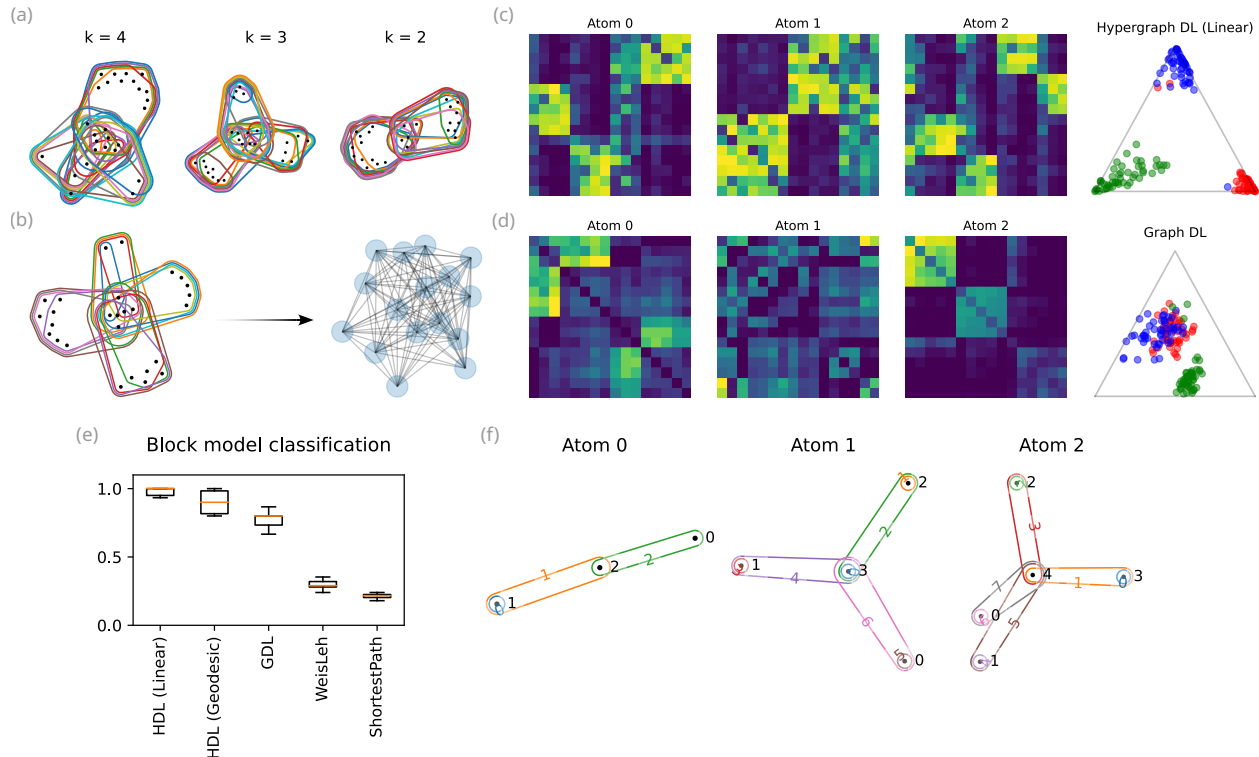 (a)
k = 4
k = 3
k = 2
(b)
(c)
Atom 0
Atom 1
Atom 2
Hypergraph DL (Linear)
(d)
Atom 0
Atom 1
Atom 2
Graph DL
(e)
Block model classification
1.0
0.5
0.0
HDL (Linear)
HDL (Geodesic)
GDL
WeisLeh
ShortestPath
(f)
Atom 0
1
2
0
1
2
0
Atom 1
2
2
1
4
3
6
5
0
Atom 2
2
3
4
1
3
0
7
0
5
1